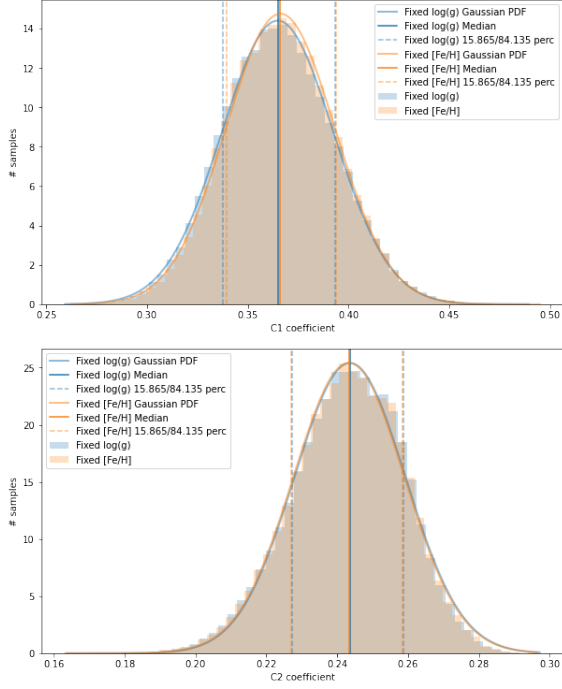 14
12
10
8
6
4
2
0
# samples
Fixed log(g) Gaussian PDF
Fixed log(g) Median
Fixed log(g) 15.865/84.135 perc
Fixed [Fe/H] Gaussian PDF
Fixed [Fe/H] Median
Fixed [Fe/H] 15.865/84.135 perc
Fixed log(g)
Fixed [Fe/H]
0.25 0.30 0.35 0.40 0.45 0.50
C1 coefficient
25
20
15
10
5
0
# samples
Fixed log(g) Gaussian PDF
Fixed log(g) Median
Fixed log(g) 15.865/84.135 perc
Fixed [Fe/H] Gaussian PDF
Fixed [Fe/H] Median
Fixed [Fe/H] 15.865/84.135 perc
Fixed log(g)
Fixed [Fe/H]
0.16 0.18 0.20 0.22 0.24 0.26 0.28 0.30
C2 coefficient